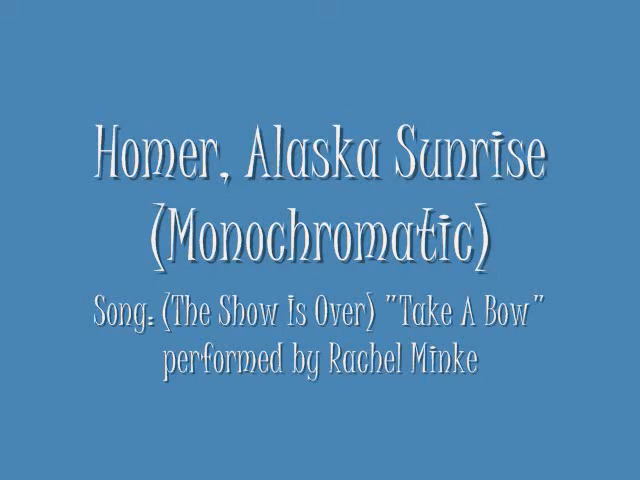 Homer, Alaska Sunrise
(Monochromatic)
Song: (The Show is Over) "Take A Bow"
performed by Rachel Minke